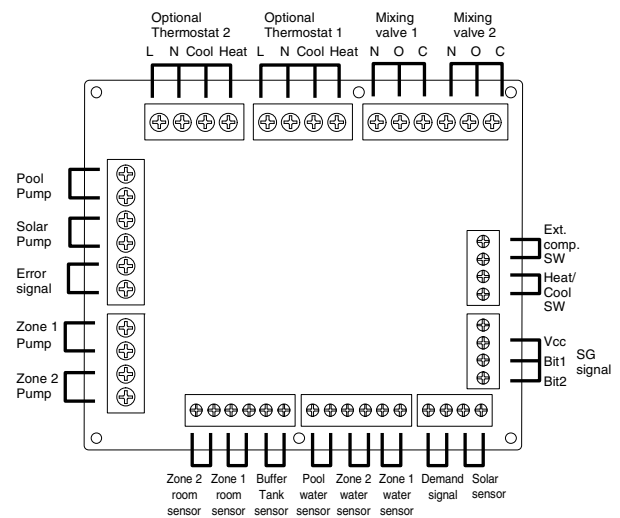 Optional Thermostat 2
L N Cool Heat
Optional Thermostat 1
L N Cool Heat
Mixing valve 1
N O C
Mixing valve 2
N O C
Pool
Pump
Solar
Pump
Error
signal
Zone 1
Pump
Zone 2
Pump
Ext.
comp.
SW
Heat/
Cool
SW
Vcc
Bit1
Bit2
SG
signal
Zone 2
room
sensor
Zone 1
room
sensor
Buffer
Tank
sensor
Pool
water
sensor
Zone 2
water
sensor
Zone 1
water
sensor
Demand
signal
Solar
sensor